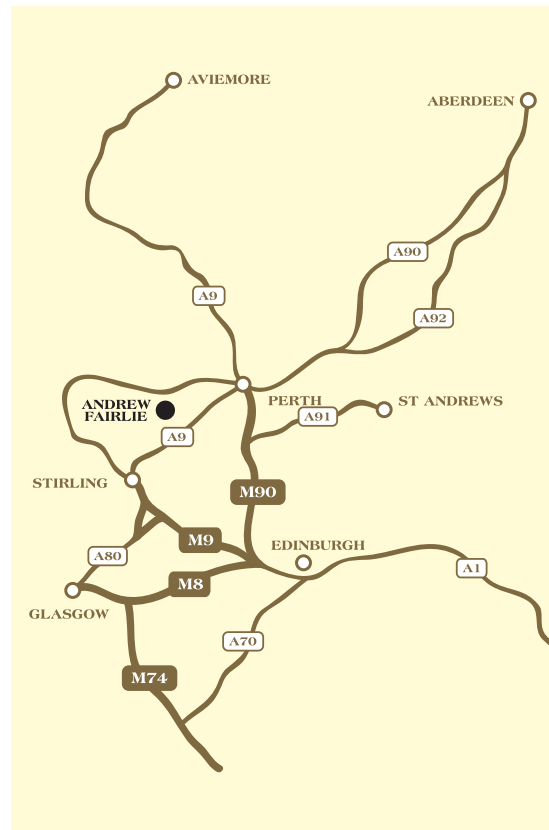 AVIEMORE
ABERDEEN
A90
A9
A92
PERTH
ST ANDREWS
ANDREW
FAIRLIE
A91
A9
STIRLING
M90
M9
EDINBURGH
A80
A1
M8
GLASGOW
A70
M74